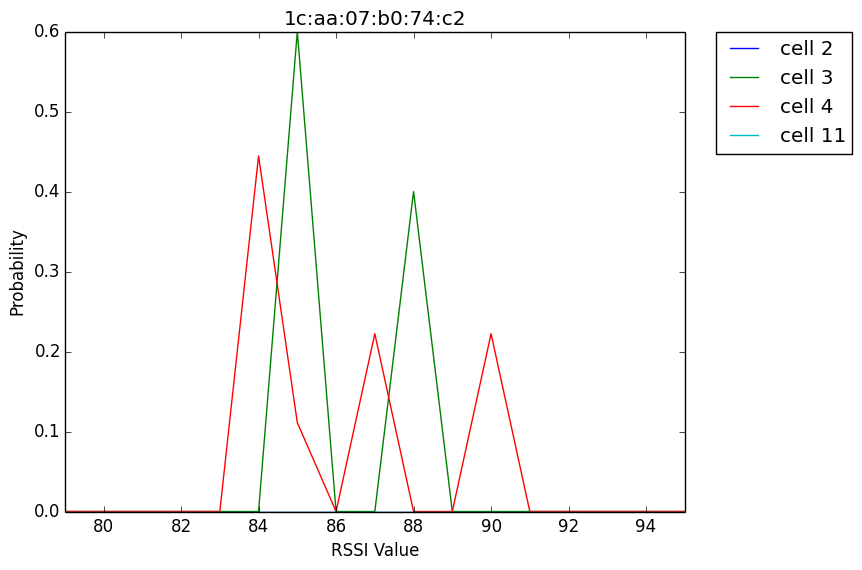 1c:aa:07:b0:74:c2
cell 2
cell 3
cell 4
cell 11
0.6
0.5
0.4
0.3
0.2
0.1
0.0
Probability
80 82 84 86 88 90 92 94
RSSI Value